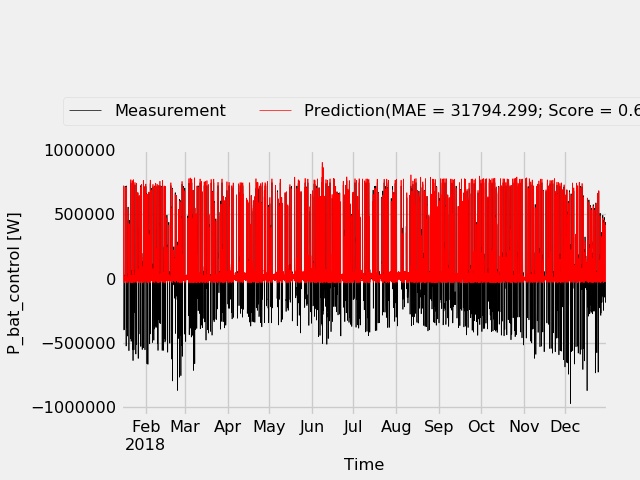 Measurement
Prediction(MAE = 31794.299; Score = 0.6
1000000
500000
0
−500000
−1000000
P_bat_control [W]
Feb Mar Apr May Jun Jul Aug Sep Oct Nov Dec
2018
Time